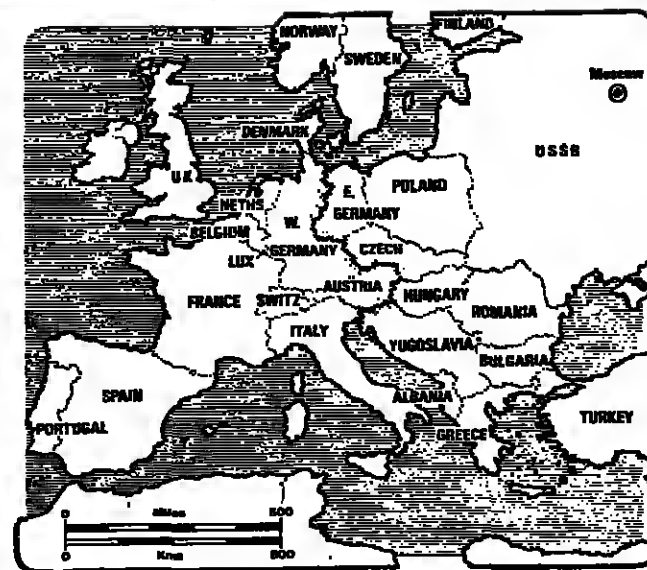 NORWAY
FINLAND
SWEDEN
Moscow
DENMARK
USSR
UK
NETHS
E.
GERMANY
POLAND
BELGIUM
W.
GERMANY
CZECH
LUX
AUSTRIA
HUNGARY
FRANCE
SWITZ
ROMANIA
ITALY
YUGOSLAVIA
BULGARIA
SPAIN
ALBANIA
PORTUGAL
GREECE
TURKEY
0 Miles 500
0 Kms 800